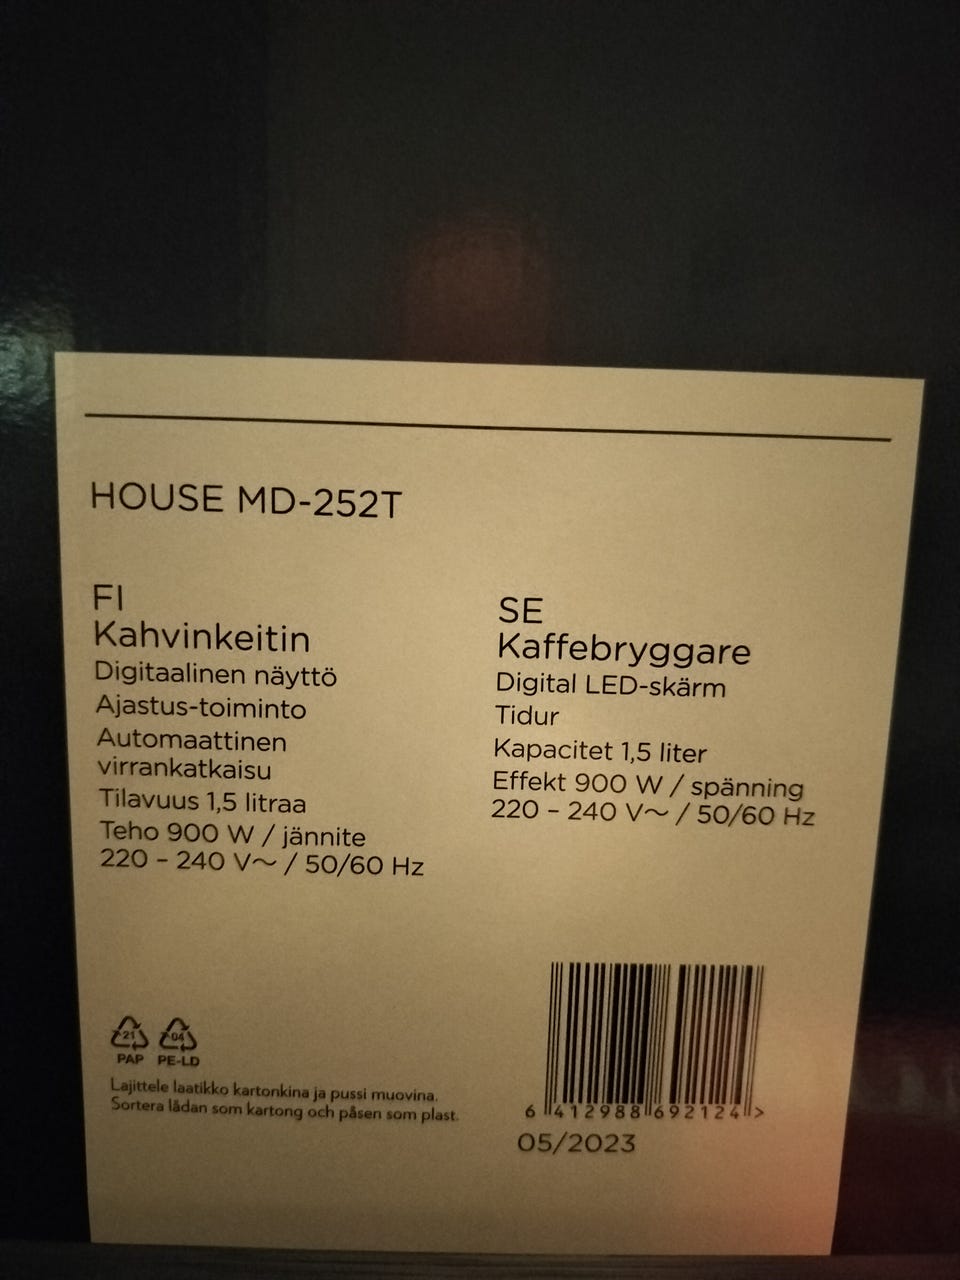 HOUSE MD-252T
FI
Kahvinkeitin
Digitaalinen näyttö
Ajastus-toiminto
Automaattinen
virrankatkaisu
Tilavuus 1,5 litraa
Teho 900 W / jännite
220 – 240 V~ / 50/60 Hz
SE
Kaffebryggare
Digital LED-skärm
Tidur
Kapacitet 1,5 liter
Effekt 900 W / spänning
220 – 240 V~ / 50/60 Hz
21 04
PAP PE-LD
Lajittele laatikko kartonkina ja pussi muovina.
Sortera lådan som kartong och påsen som plast.
6 412988 692124 >
05/2023